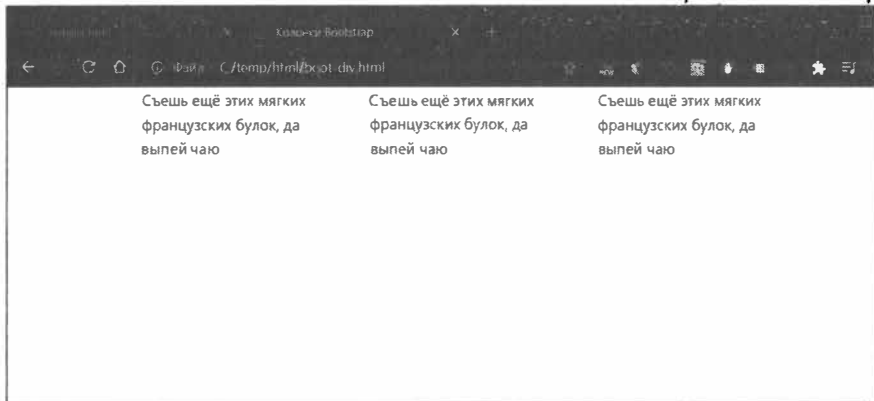 Колонки Bootstrap
Файл C:/temp/html/boot-div.html
Съешь ещё этих мягких французских булок, да выпей чаю
Съешь ещё этих мягких французских булок, да выпей чаю
Съешь ещё этих мягких французских булок, да выпей чаю